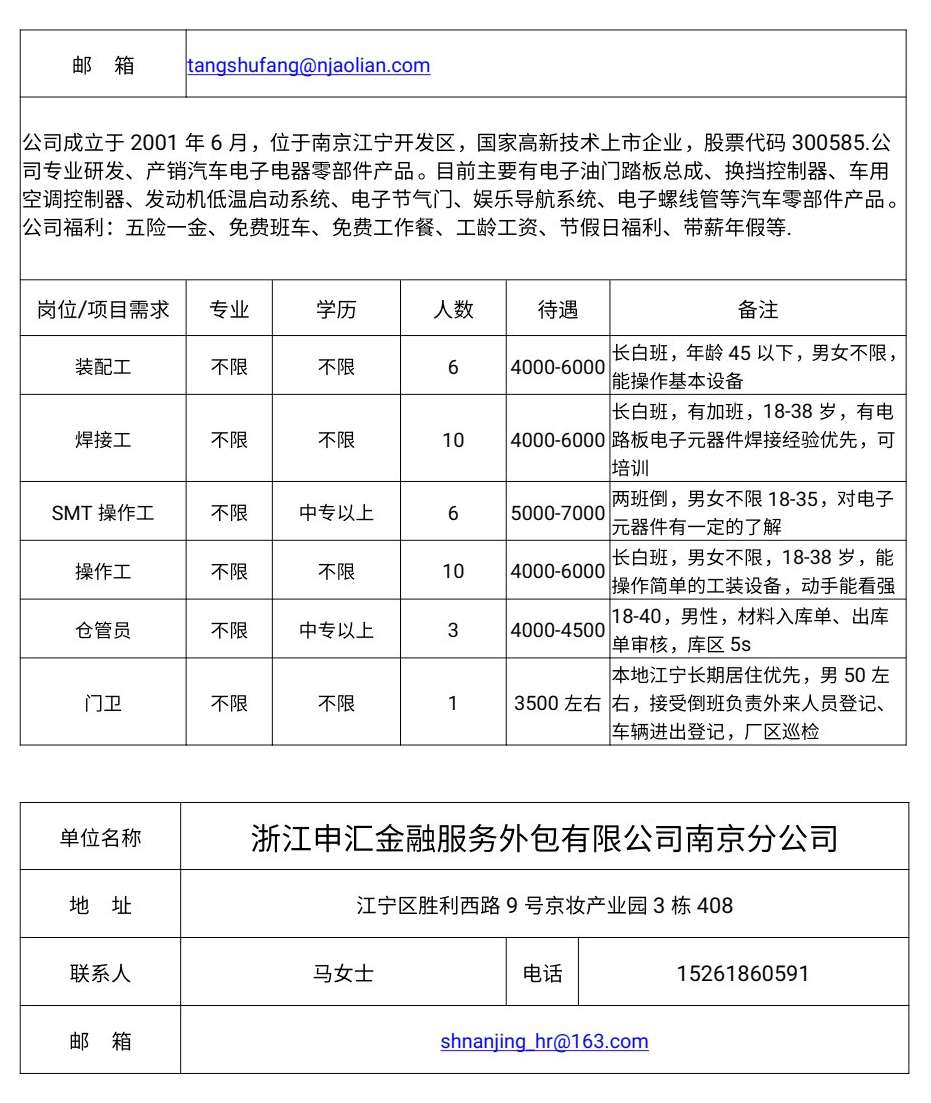 邮 箱 tangshufang@njaolian.com
公司成立于 2001 年 6 月，位于南京江宁开发区，国家高新技术上市企业，股票代码 300585.公
司专业研发、产销汽车电子电器零部件产品。目前主要有电子油门踏板总成、换挡控制器、车用
空调控制器、发动机低温启动系统、电子节气门、娱乐导航系统、电子螺线管等汽车零部件产品。
公司福利：五险一金、免费班车、免费工作餐、工龄工资、节假日福利、带薪年假等.
岗位/项目需求 专业 学历 人数 待遇 备注
装配工 不限 不限 6 4000-6000 长白班，年龄 45 以下，男女不限，
能操作基本设备
焊接工 不限 不限 10 4000-6000 长白班，有加班，18-38 岁，有电
路板电子元器件焊接经验优先，可
培训
SMT 操作工 不限 中专以上 6 5000-7000 两班倒，男女不限 18-35，对电子
元器件有一定的了解
操作工 不限 不限 10 4000-6000 长白班，男女不限，18-38 岁，能
操作简单的工装设备，动手能看强
仓管员 不限 中专以上 3 4000-4500 18-40，男性，材料入库单、出库
单审核，库区 5s
门卫 不限 不限 1 3500 左右 本地江宁长期居住优先，男 50 左
右，接受倒班负责外来人员登记、
车辆进出登记，厂区巡检
单位名称 浙江申汇金融服务外包有限公司南京分公司
地 址 江宁区胜利西路 9 号京妆产业园 3 栋 408
联系人 马女士 电话 15261860591
邮 箱 shnanjing_hr@163.com